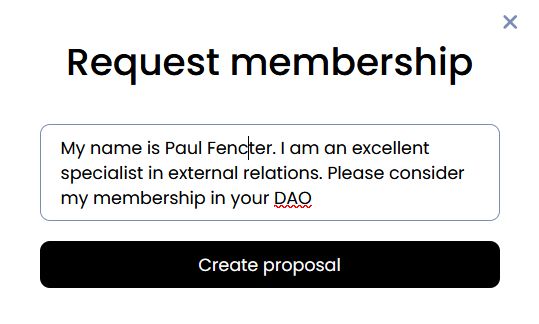 Request membership
My name is Paul Fencter. I am an excellent
specialist in external relations. Please consider
my membership in your DAO
Create proposal